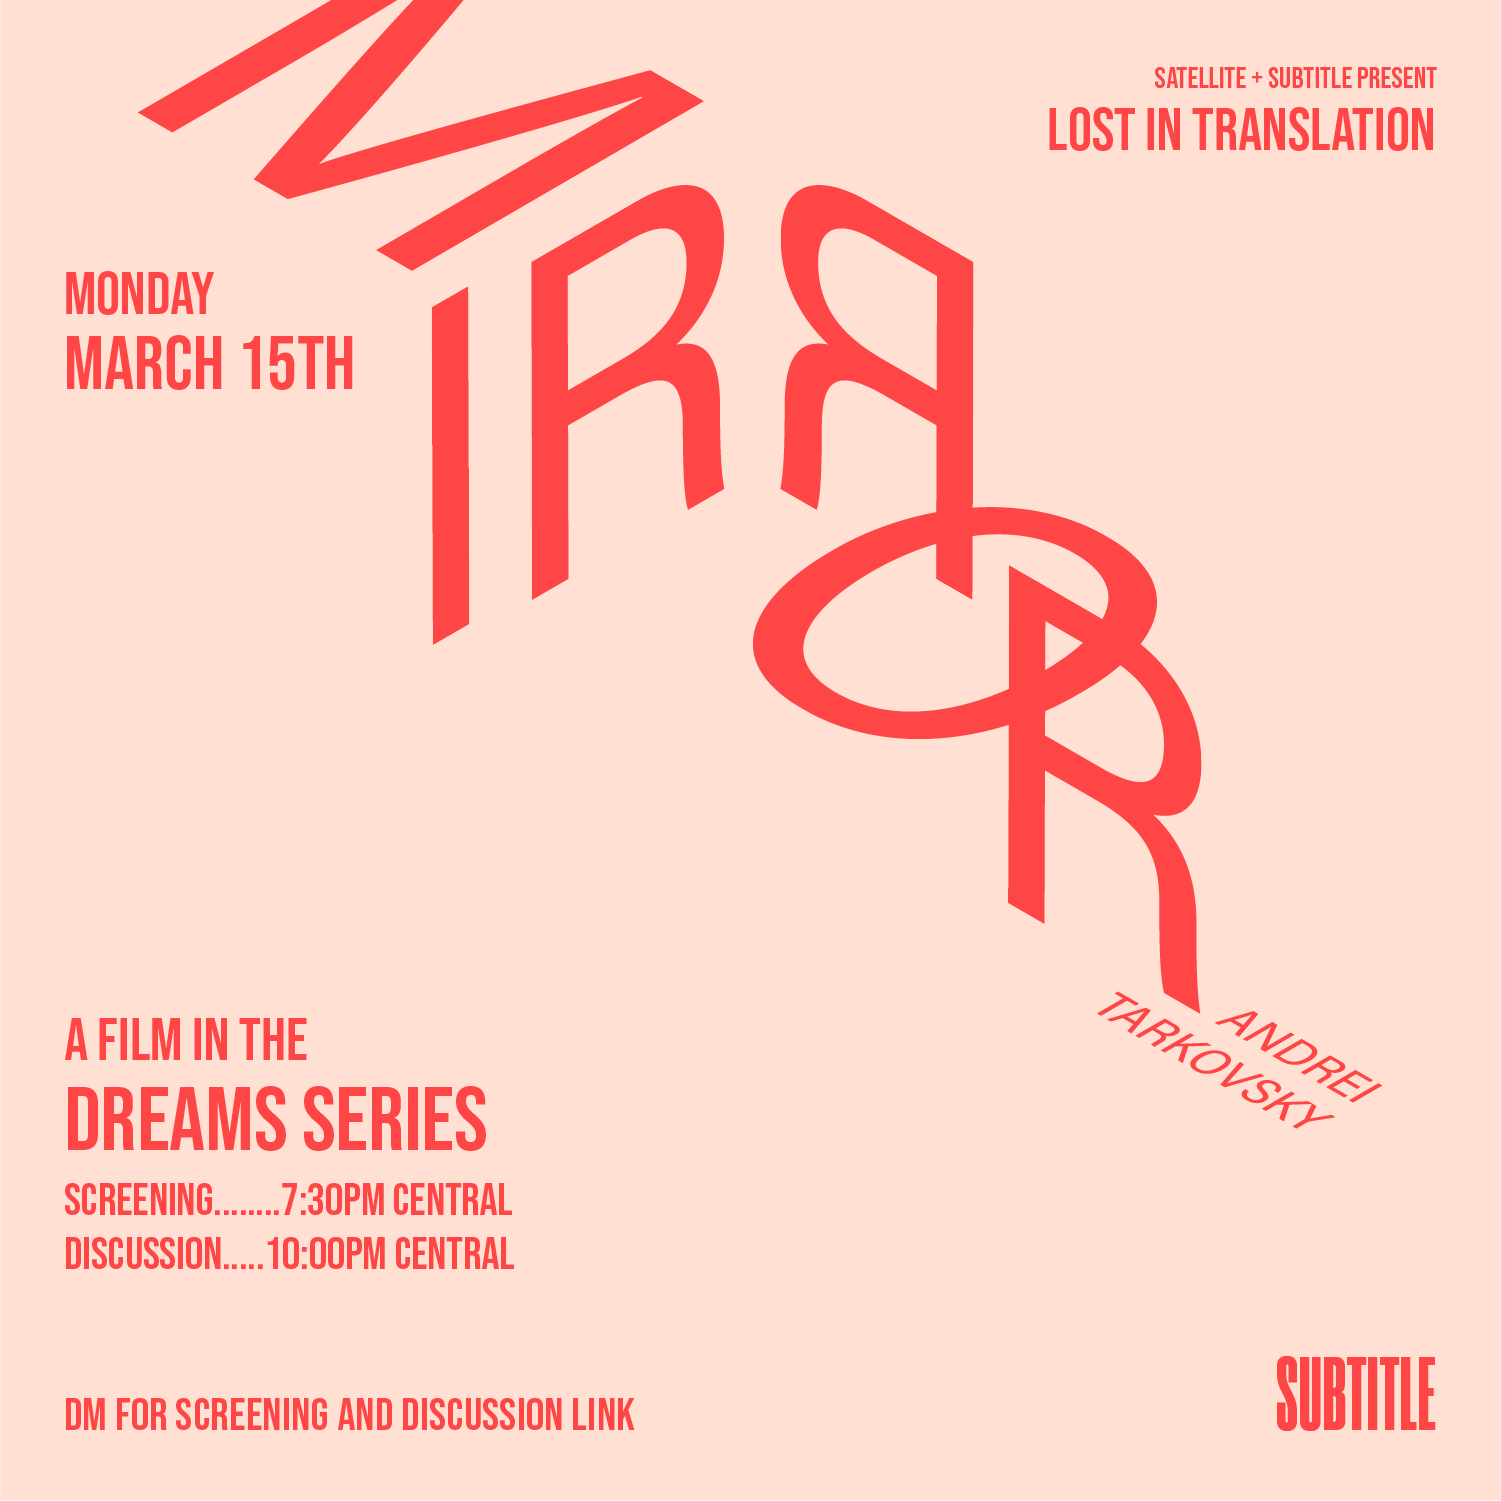 SATELLITE + SUBTITLE PRESENT
LOST IN TRANSLATION
MIRROR
MONDAY
MARCH 15TH
ANDREI
TARKOVSKY
A FILM IN THE
DREAMS SERIES
SCREENING........7:30PM CENTRAL
DISCUSSION.....10:00PM CENTRAL
DM FOR SCREENING AND DISCUSSION LINK
SUBTITLE